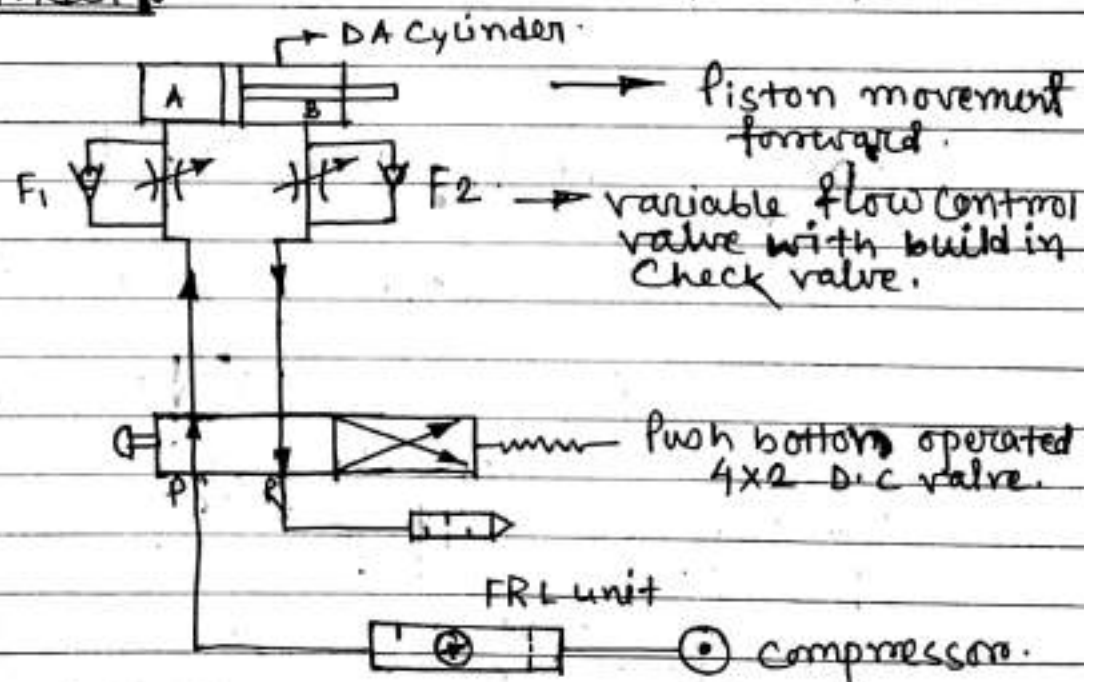 DA Cylinder.
A
B
Piston movement
forward.
F1
F2
variable flow control
valve with build in
Check valve.
Push bottom operated
4x2 D.C valve.
P
R
FRL unit
compressor.